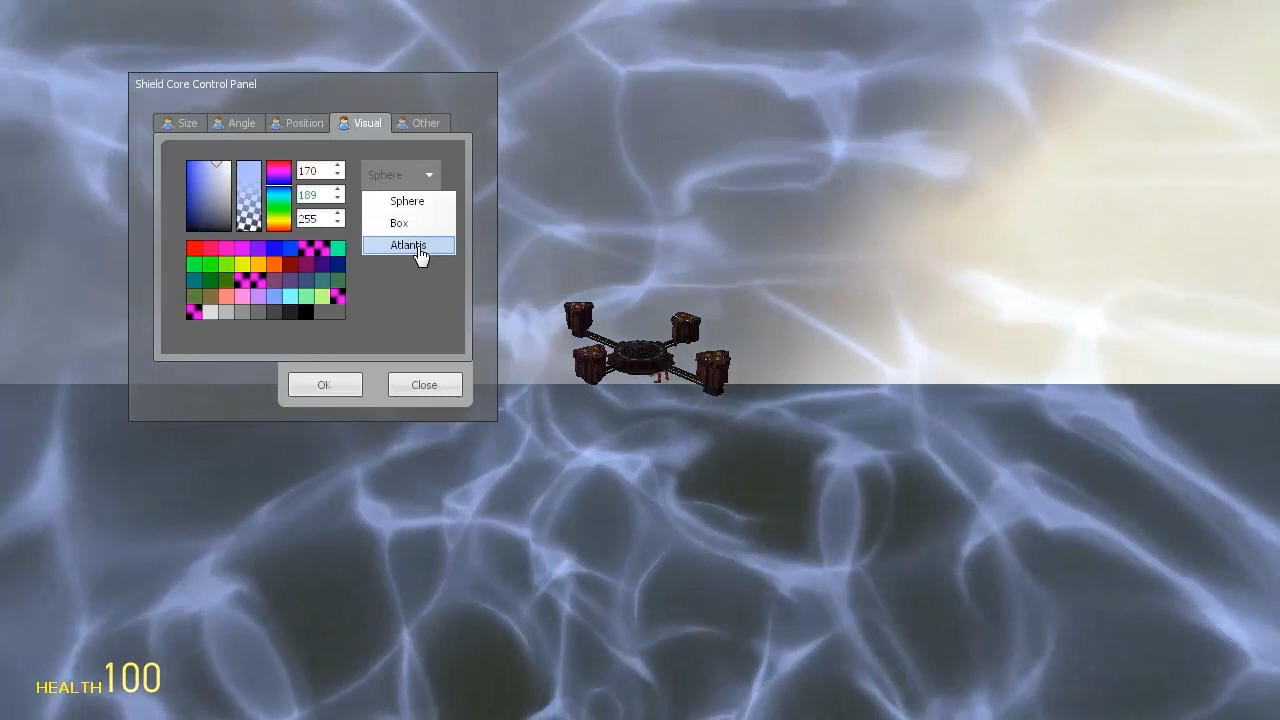 Shield Core Control Panel
Size Angle Position Visual Other
170
189
255
Sphere
Sphere
Box
Atlantis
OK Close
HEALTH 100